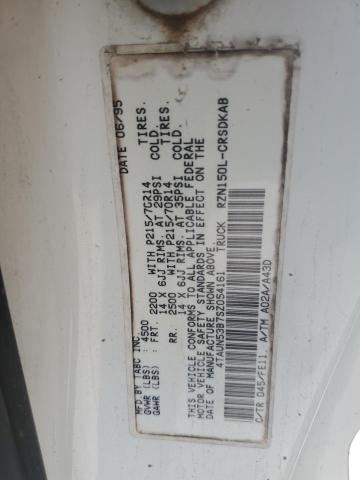 MFD. BY TABC INC. DATE 06/95
GVWR (LBS) : 4500
GAWR (LBS) : FRT. 2200 WITH P215/70R14 TIRES.
14 X 6JJ RIMS. AT 29PSI COLD.
RR. 2500 WITH P215/70R14 TIRES.
14 X 6JJ RIMS. AT 35PSI COLD.
THIS VEHICLE CONFORMS TO ALL APPLICABLE FEDERAL
MOTOR VEHICLE SAFETY STANDARDS IN EFFECT ON THE
DATE OF MANUFACTURE SHOWN ABOVE.
4TAUN53B7SZ054161 TRUCK RZN150L-CRSDKAB
C/TR 045/FE11 A/TM A02A/A43D